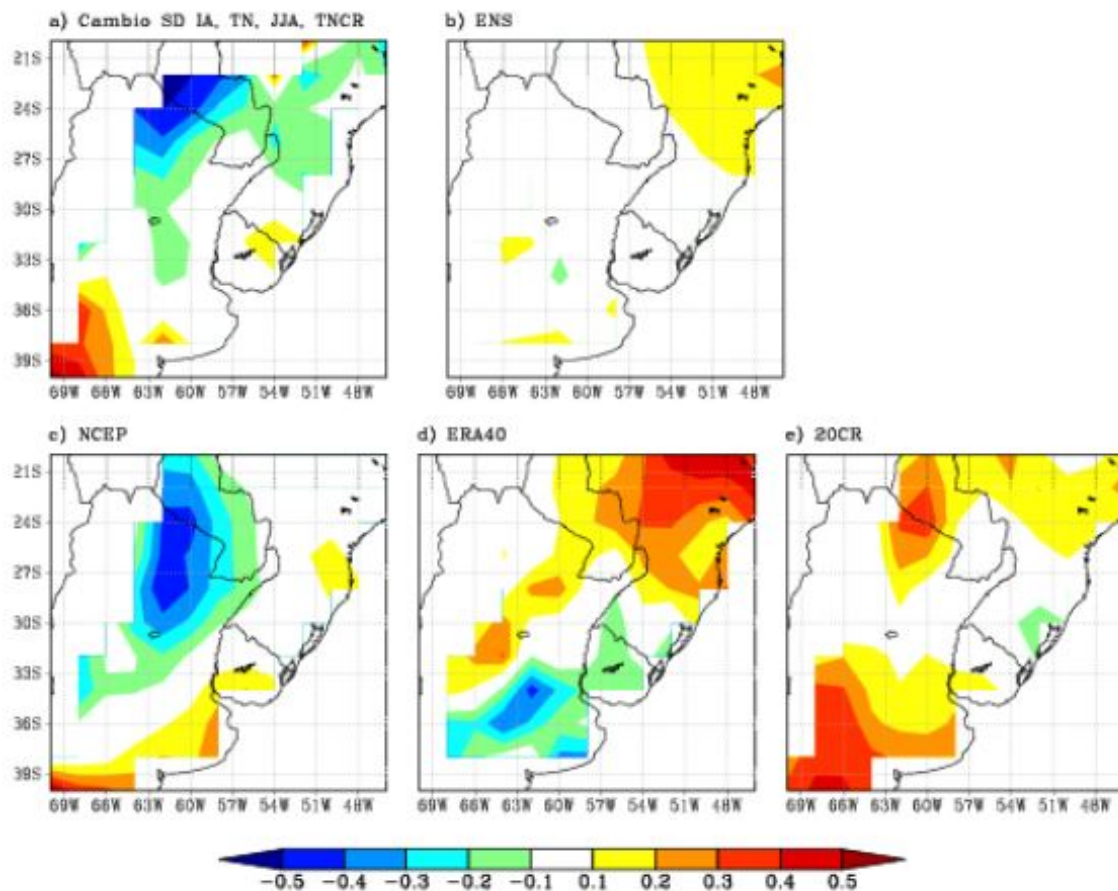 a) Cambio SD IA, TN, JJA, TNCR
b) ENS
21S
24S
27S
30S
33S
36S
39S
69W 66W 63W 60W 57W 54W 51W 48W
69W 66W 63W 60W 57W 54W 51W 48W
c) NCEP
d) ERA40
e) 20CR
21S
24S
27S
30S
33S
36S
39S
69W 66W 63W 60W 57W 54W 51W 48W
69W 66W 63W 60W 57W 54W 51W 48W
69W 66W 63W 60W 57W 54W 51W 48W
-0.5 -0.4 -0.3 -0.2 -0.1 0.1 0.2 0.3 0.4 0.5